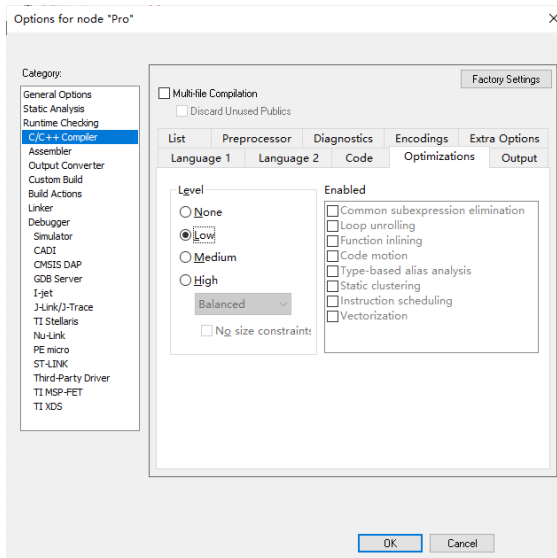 Options for node "Pro"
Category:
General Options
Static Analysis
Runtime Checking
C/C++ Compiler
Assembler
Output Converter
Custom Build
Build Actions
Linker
Debugger
Simulator
CADI
CMSIS DAP
GDB Server
I-jet
J-Link/J-Trace
TI Stellaris
Nu-Link
PE micro
ST-LINK
Third-Party Driver
TI MSP-FET
TI XDS
Factory Settings
Multi-file Compilation
Discard Unused Publics
List Preprocessor Diagnostics Encodings Extra Options
Language 1 Language 2 Code Optimizations Output
Level
None
Low
Medium
High
Balanced
No size constraints
Enabled
Common subexpression elimination
Loop unrolling
Function inlining
Code motion
Type-based alias analysis
Static clustering
Instruction scheduling
Vectorization
OK Cancel